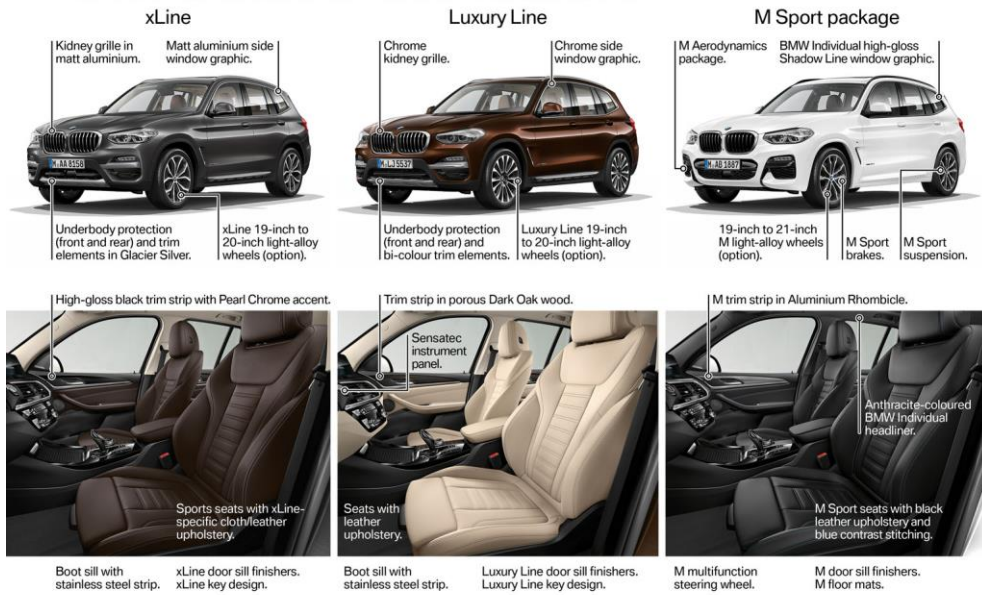 xLine
Kidney grille in
matt aluminium.
Matt aluminium side
window graphic.
M·AA 8158
Underbody protection
(front and rear) and trim
elements in Glacier Silver.
xLine 19-inch to
20-inch light-alloy
wheels (option).
Luxury Line
Chrome
kidney grille.
Chrome side
window graphic.
M·LJ 5537
Underbody protection
(front and rear) and
bi-colour trim elements.
Luxury Line 19-inch
to 20-inch light-alloy
wheels (option).
M Sport package
M Aerodynamics
package.
BMW Individual high-gloss
Shadow Line window graphic.
M·AB 1887
19-inch to 21-inch
M light-alloy wheels
(option).
M Sport
brakes.
M Sport
suspension.
High-gloss black trim strip with Pearl Chrome accent.
Sports seats with xLine-
specific cloth/leather
upholstery.
Boot sill with
stainless steel strip.
xLine door sill finishers.
xLine key design.
Trim strip in porous Dark Oak wood.
Sensatec
instrument
panel.
Seats with
leather
upholstery.
Boot sill with
stainless steel strip.
Luxury Line door sill finishers.
Luxury Line key design.
M trim strip in Aluminium Rhombicle.
Anthracite-coloured
BMW Individual
headliner.
M Sport seats with black
leather upholstery and
blue contrast stitching.
M multifunction
steering wheel.
M door sill finishers.
M floor mats.